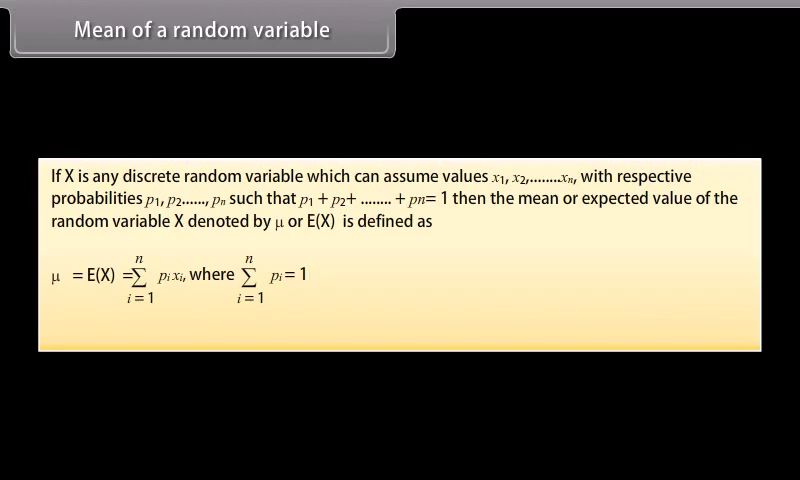 Mean of a random variable
If X is any discrete random variable which can assume values x₁, x₂,........xₙ, with respective
probabilities p₁, p₂......, pₙ such that p₁ + p₂+ ........ + pn= 1 then the mean or expected value of the
random variable X denoted by μ or E(X) is defined as
n n
μ = E(X) =∑ pᵢ xᵢ, where ∑ pᵢ= 1
i = 1 i = 1